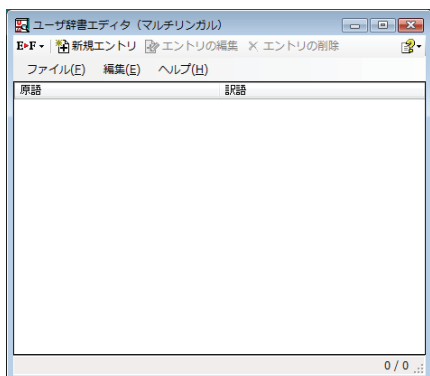 ユーザ辞書エディタ（マルチリンガル）
E▸F 新規エントリ エントリの編集 エントリの削除
ファイル(F) 編集(E) ヘルプ(H)
原語 訳語
0 / 0